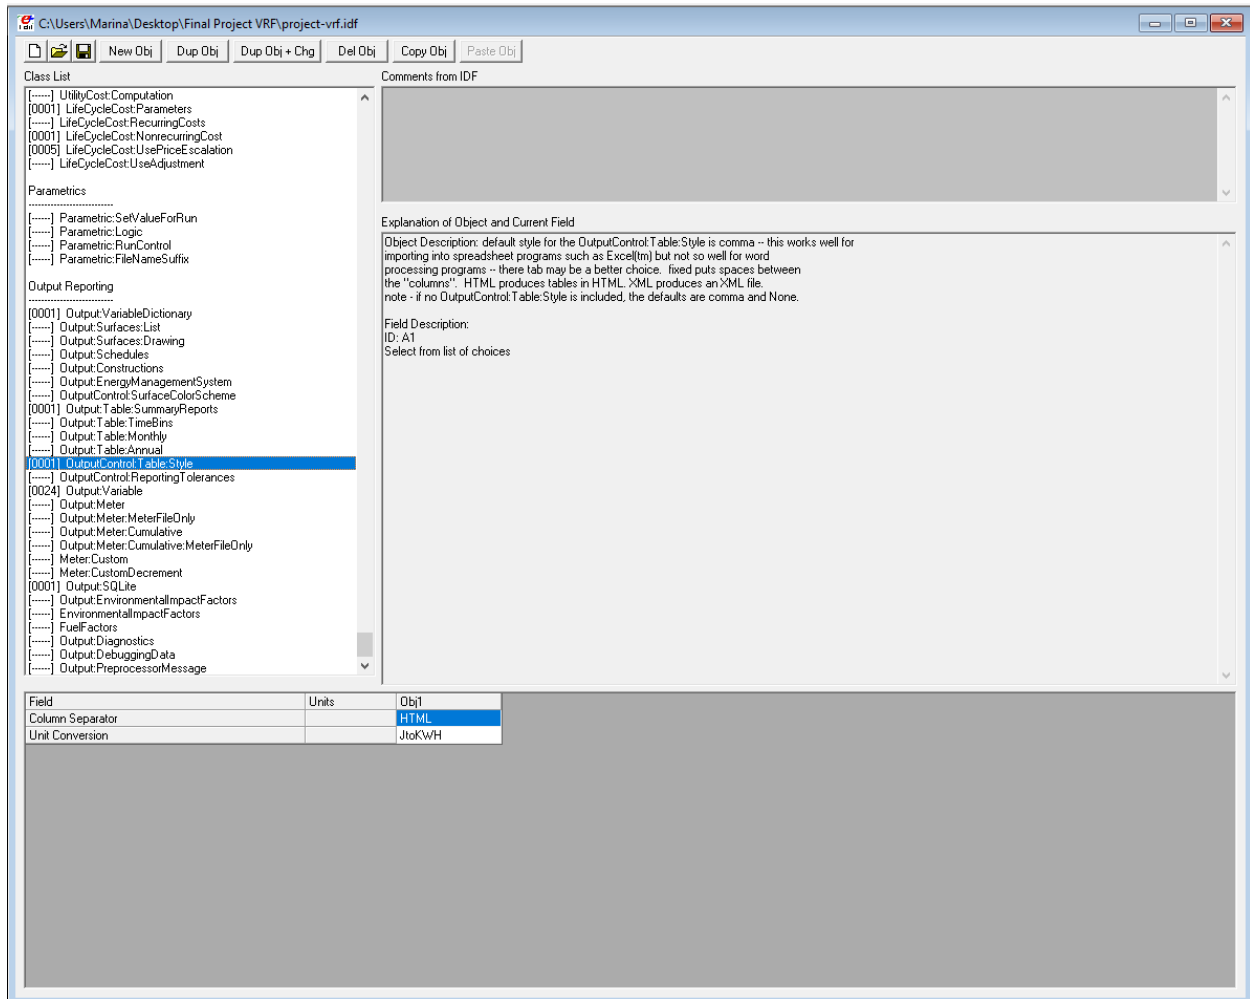 C:\Users\Marina\Desktop\Final Project VRF\project-vrf.idf
New Obj Dup Obj Dup Obj + Chg Del Obj Copy Obj Paste Obj
Class List
[------] UtilityCost:Computation
[0001] LifeCycleCost:Parameters
[------] LifeCycleCost:RecurringCosts
[0001] LifeCycleCost:NonrecurringCost
[0005] LifeCycleCost:UsePriceEscalation
[------] LifeCycleCost:UseAdjustment
Parametrics
--------------------------
[------] Parametric:SetValueForRun
[------] Parametric:Logic
[------] Parametric:RunControl
[------] Parametric:FileNameSuffix
Output Reporting
--------------------------
[0001] Output:VariableDictionary
[------] Output:Surfaces:List
[------] Output:Surfaces:Drawing
[------] Output:Schedules
[------] Output:Constructions
[------] Output:EnergyManagementSystem
[------] OutputControl:SurfaceColorScheme
[0001] Output:Table:SummaryReports
[------] Output:Table:TimeBins
[------] Output:Table:Monthly
[------] Output:Table:Annual
[0001] OutputControl:Table:Style
[------] OutputControl:ReportingTolerances
[0024] Output:Variable
[------] Output:Meter
[------] Output:Meter:MeterFileOnly
[------] Output:Meter:Cumulative
[------] Output:Meter:Cumulative:MeterFileOnly
[------] Meter:Custom
[------] Meter:CustomDecrement
[0001] Output:SQLite
[------] Output:EnvironmentalImpactFactors
[------] EnvironmentalImpactFactors
[------] FuelFactors
[------] Output:Diagnostics
[------] Output:DebuggingData
[------] Output:PreprocessorMessage
Comments from IDF
Explanation of Object and Current Field
Object Description: default style for the OutputControl:Table:Style is comma -- this works well for
importing into spreadsheet programs such as Excel(tm) but not so well for word
processing programs -- there tab may be a better choice. fixed puts spaces between
the "columns". HTML produces tables in HTML. XML produces an XML file.
note - if no OutputControl:Table:Style is included, the defaults are comma and None.
Field Description:
ID: A1
Select from list of choices
Field Units Obj1
Column Separator HTML
Unit Conversion JtoKWH